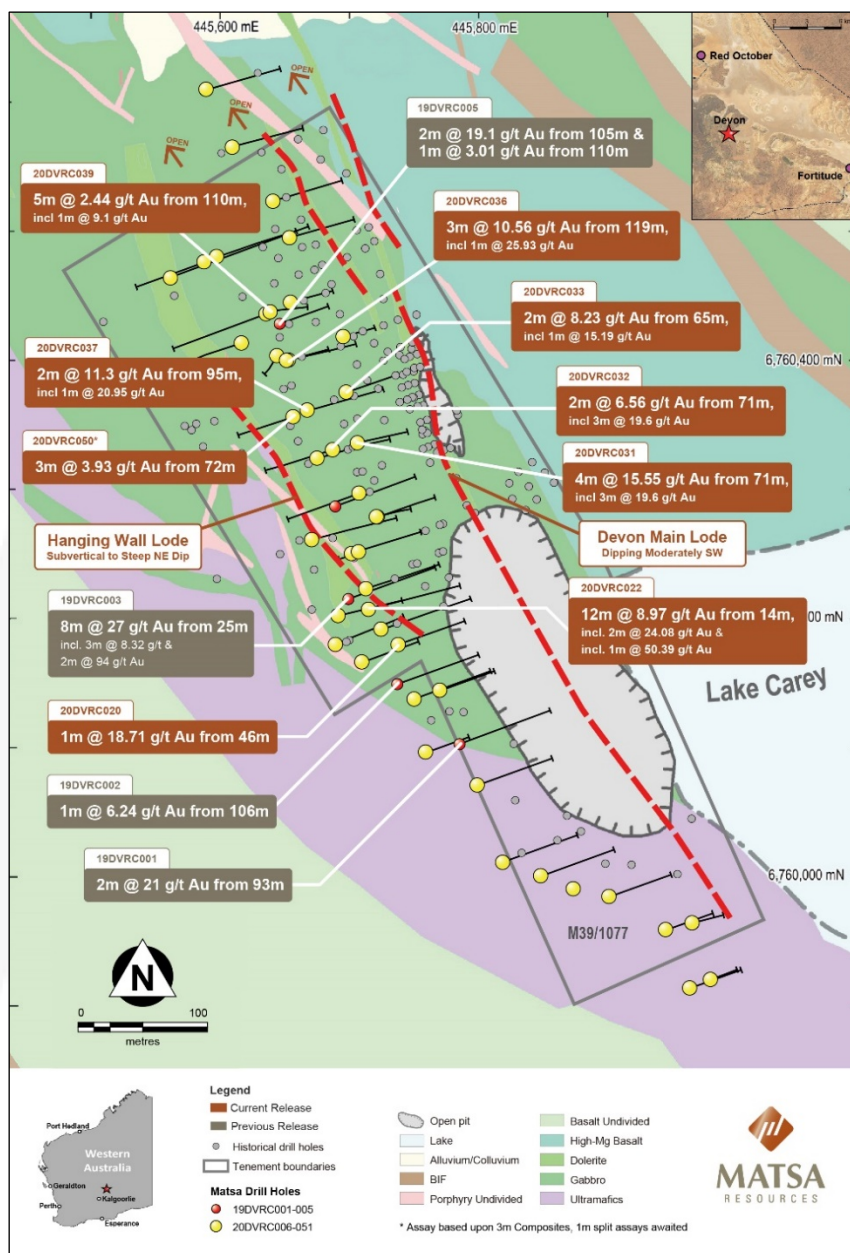 445,600 mE
445,800 mE
Red October
Devon
Fortitude
OPEN
OPEN
OPEN
19DVRC005
2m @ 19.1 g/t Au from 105m &
1m @ 3.01 g/t Au from 110m
20DVRC039
5m @ 2.44 g/t Au from 110m,
incl 1m @ 9.1 g/t Au
20DVRC036
3m @ 10.56 g/t Au from 119m,
incl 1m @ 25.93 g/t Au
20DVRC033
2m @ 8.23 g/t Au from 65m,
incl 1m @ 15.19 g/t Au
6,760,400 mN
20DVRC037
2m @ 11.3 g/t Au from 95m,
incl 1m @ 20.95 g/t Au
20DVRC032
2m @ 6.56 g/t Au from 71m,
incl 3m @ 19.6 g/t Au
20DVRC050*
3m @ 3.93 g/t Au from 72m
20DVRC031
4m @ 15.55 g/t Au from 71m,
incl 3m @ 19.6 g/t Au
Hanging Wall Lode
Subvertical to Steep NE Dip
Devon Main Lode
Dipping Moderately SW
20DVRC022
12m @ 8.97 g/t Au from 14m,
incl. 2m @ 24.08 g/t Au &
incl. 1m @ 50.39 g/t Au
19DVRC003
8m @ 27 g/t Au from 25m
incl. 3m @ 8.32 g/t &
2m @ 94 g/t Au
Lake Carey
20DVRC020
1m @ 18.71 g/t Au from 46m
19DVRC002
1m @ 6.24 g/t Au from 106m
19DVRC001
2m @ 21 g/t Au from 93m
6,760,000 mN
M39/1077
N
0 100
metres
Port Hedland
Western
Australia
Geraldton
Kalgoorlie
Perth
Esperance
Legend
Current Release
Previous Release
Historical drill holes
Tenement boundaries
Matsa Drill Holes
19DVRC001-005
20DVRC006-051
Open pit
Lake
Alluvium/Colluvium
BIF
Porphyry Undivided
Basalt Undivided
High-Mg Basalt
Dolerite
Gabbro
Ultramafics
* Assay based upon 3m Composites, 1m split assays awaited
MATSA
RESOURCES